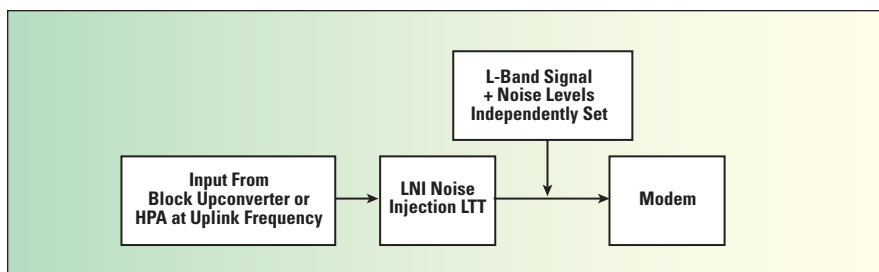 L-Band Signal
+ Noise Levels
Independently Set
Input From
Block Upconverter or
HPA at Uplink Frequency
LNI Noise
Injection LTT
Modem